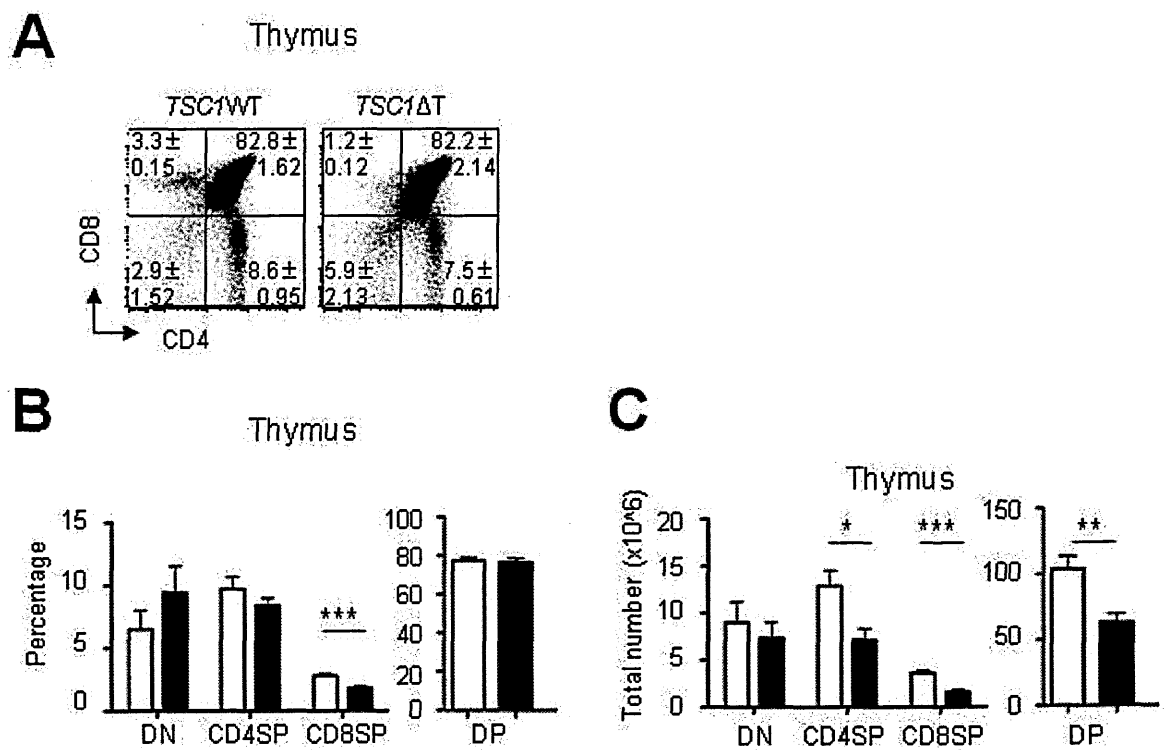 A
Thymus
TSC1WT
TSC1ΔT
3.3±
0.15
82.8±
1.62
1.2±
0.12
82.2±
2.14
CD8
2.9±
1.52
8.6±
0.95
5.9±
2.13
7.5±
0.61
CD4
B
Thymus
Percentage
15
10
5
0
***
DN
CD4SP
CD8SP
100
80
60
40
20
0
DP
C
Thymus
Total number (x10^6)
20
15
10
5
0
*
***
DN
CD4SP
CD8SP
150
100
50
0
**
DP